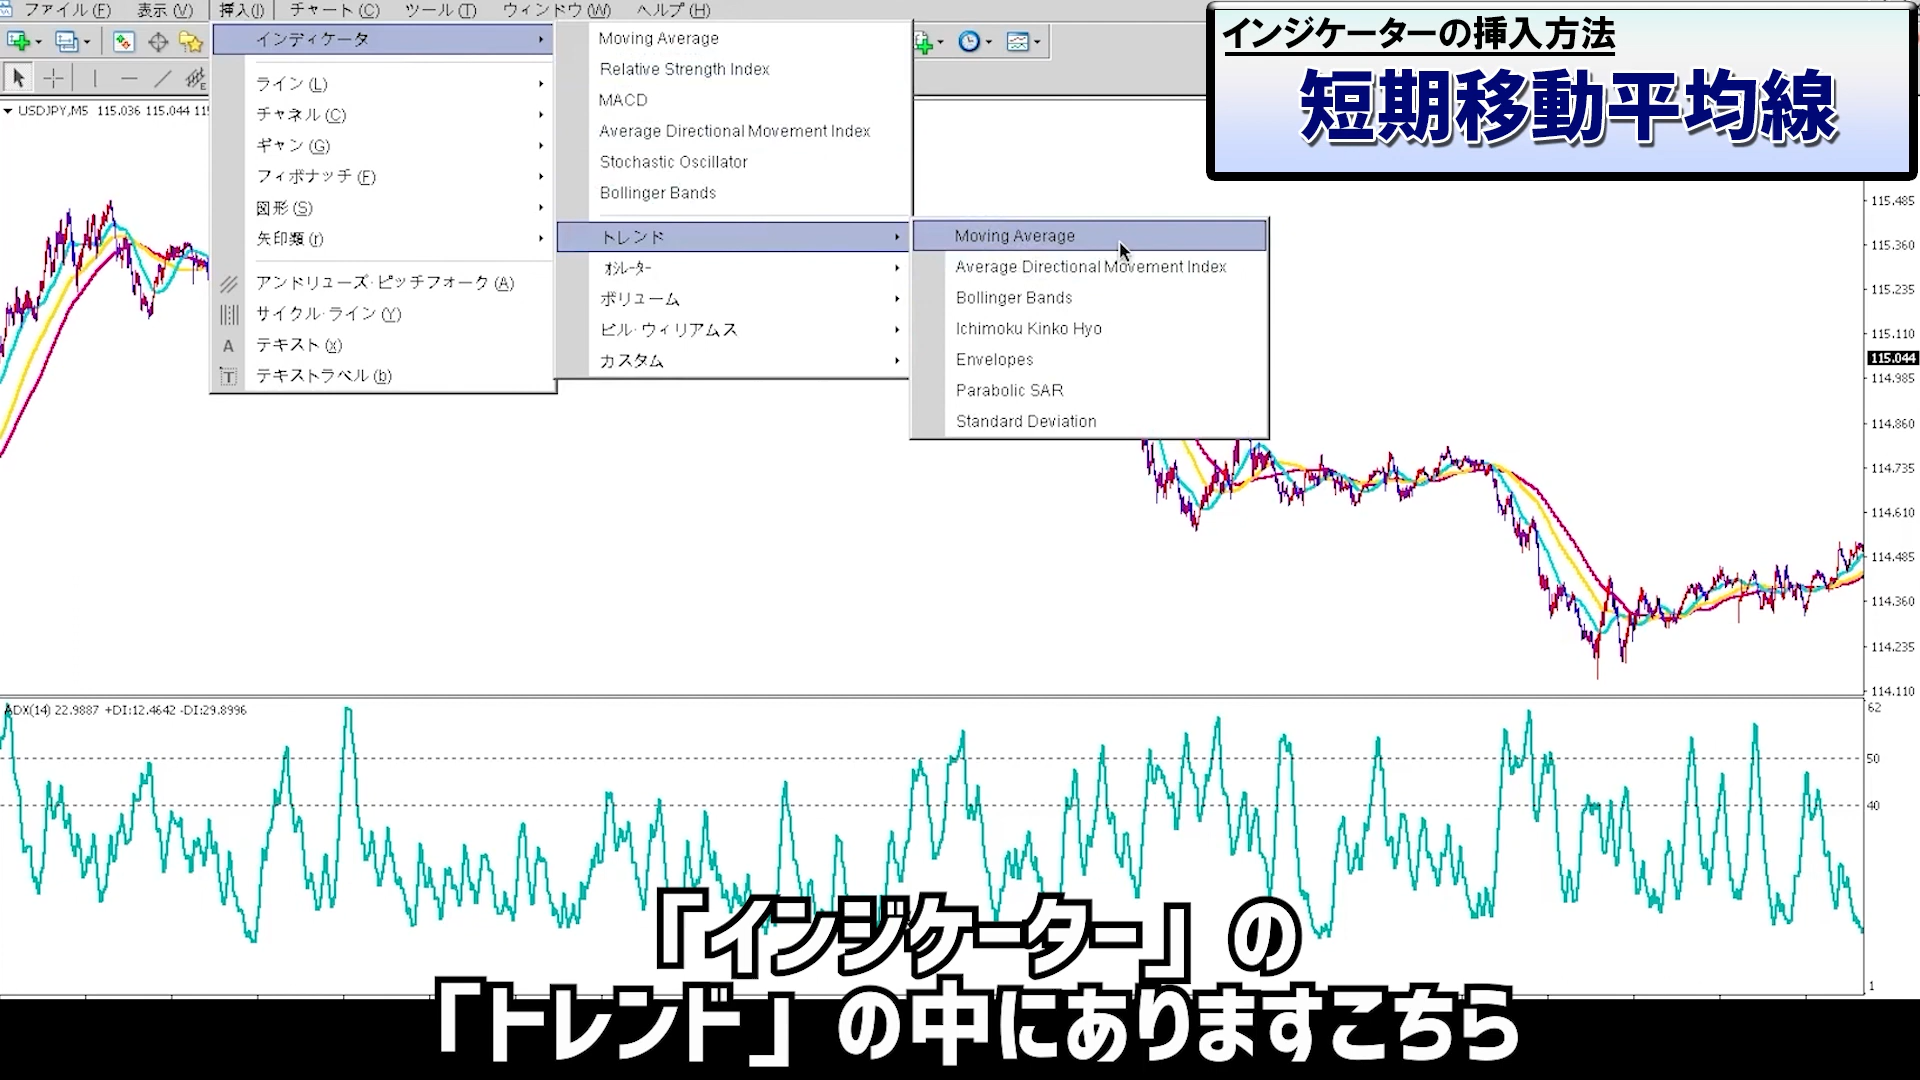 ファイル(F) 表示(V) 挿入(I) チャート(C) ツール(T) ウィンドウ(W) ヘルプ(H)
インジケーターの挿入方法
短期移動平均線
USDJPY,M5 115.036 115.044 11
インディケータ
ライン(L)
チャネル(C)
ギャン(G)
フィボナッチ(F)
図形(S)
矢印類(r)
アンドリューズ・ピッチフォーク(A)
サイクル・ライン(Y)
テキスト(x)
テキストラベル(b)
Moving Average
Relative Strength Index
MACD
Average Directional Movement Index
Stochastic Oscillator
Bollinger Bands
トレンド
オシレーター
ボリューム
ビル・ウィリアムス
カスタム
Moving Average
Average Directional Movement Index
Bollinger Bands
Ichimoku Kinko Hyo
Envelopes
Parabolic SAR
Standard Deviation
115.485
115.360
115.235
115.110
115.044
114.985
114.860
114.735
114.610
114.485
114.360
114.235
114.110
ADX(14) 22.9887 +DI:12.4642 -DI:29.8996
62
50
40
1
「インジケーター」の
「トレンド」の中にありますこちら